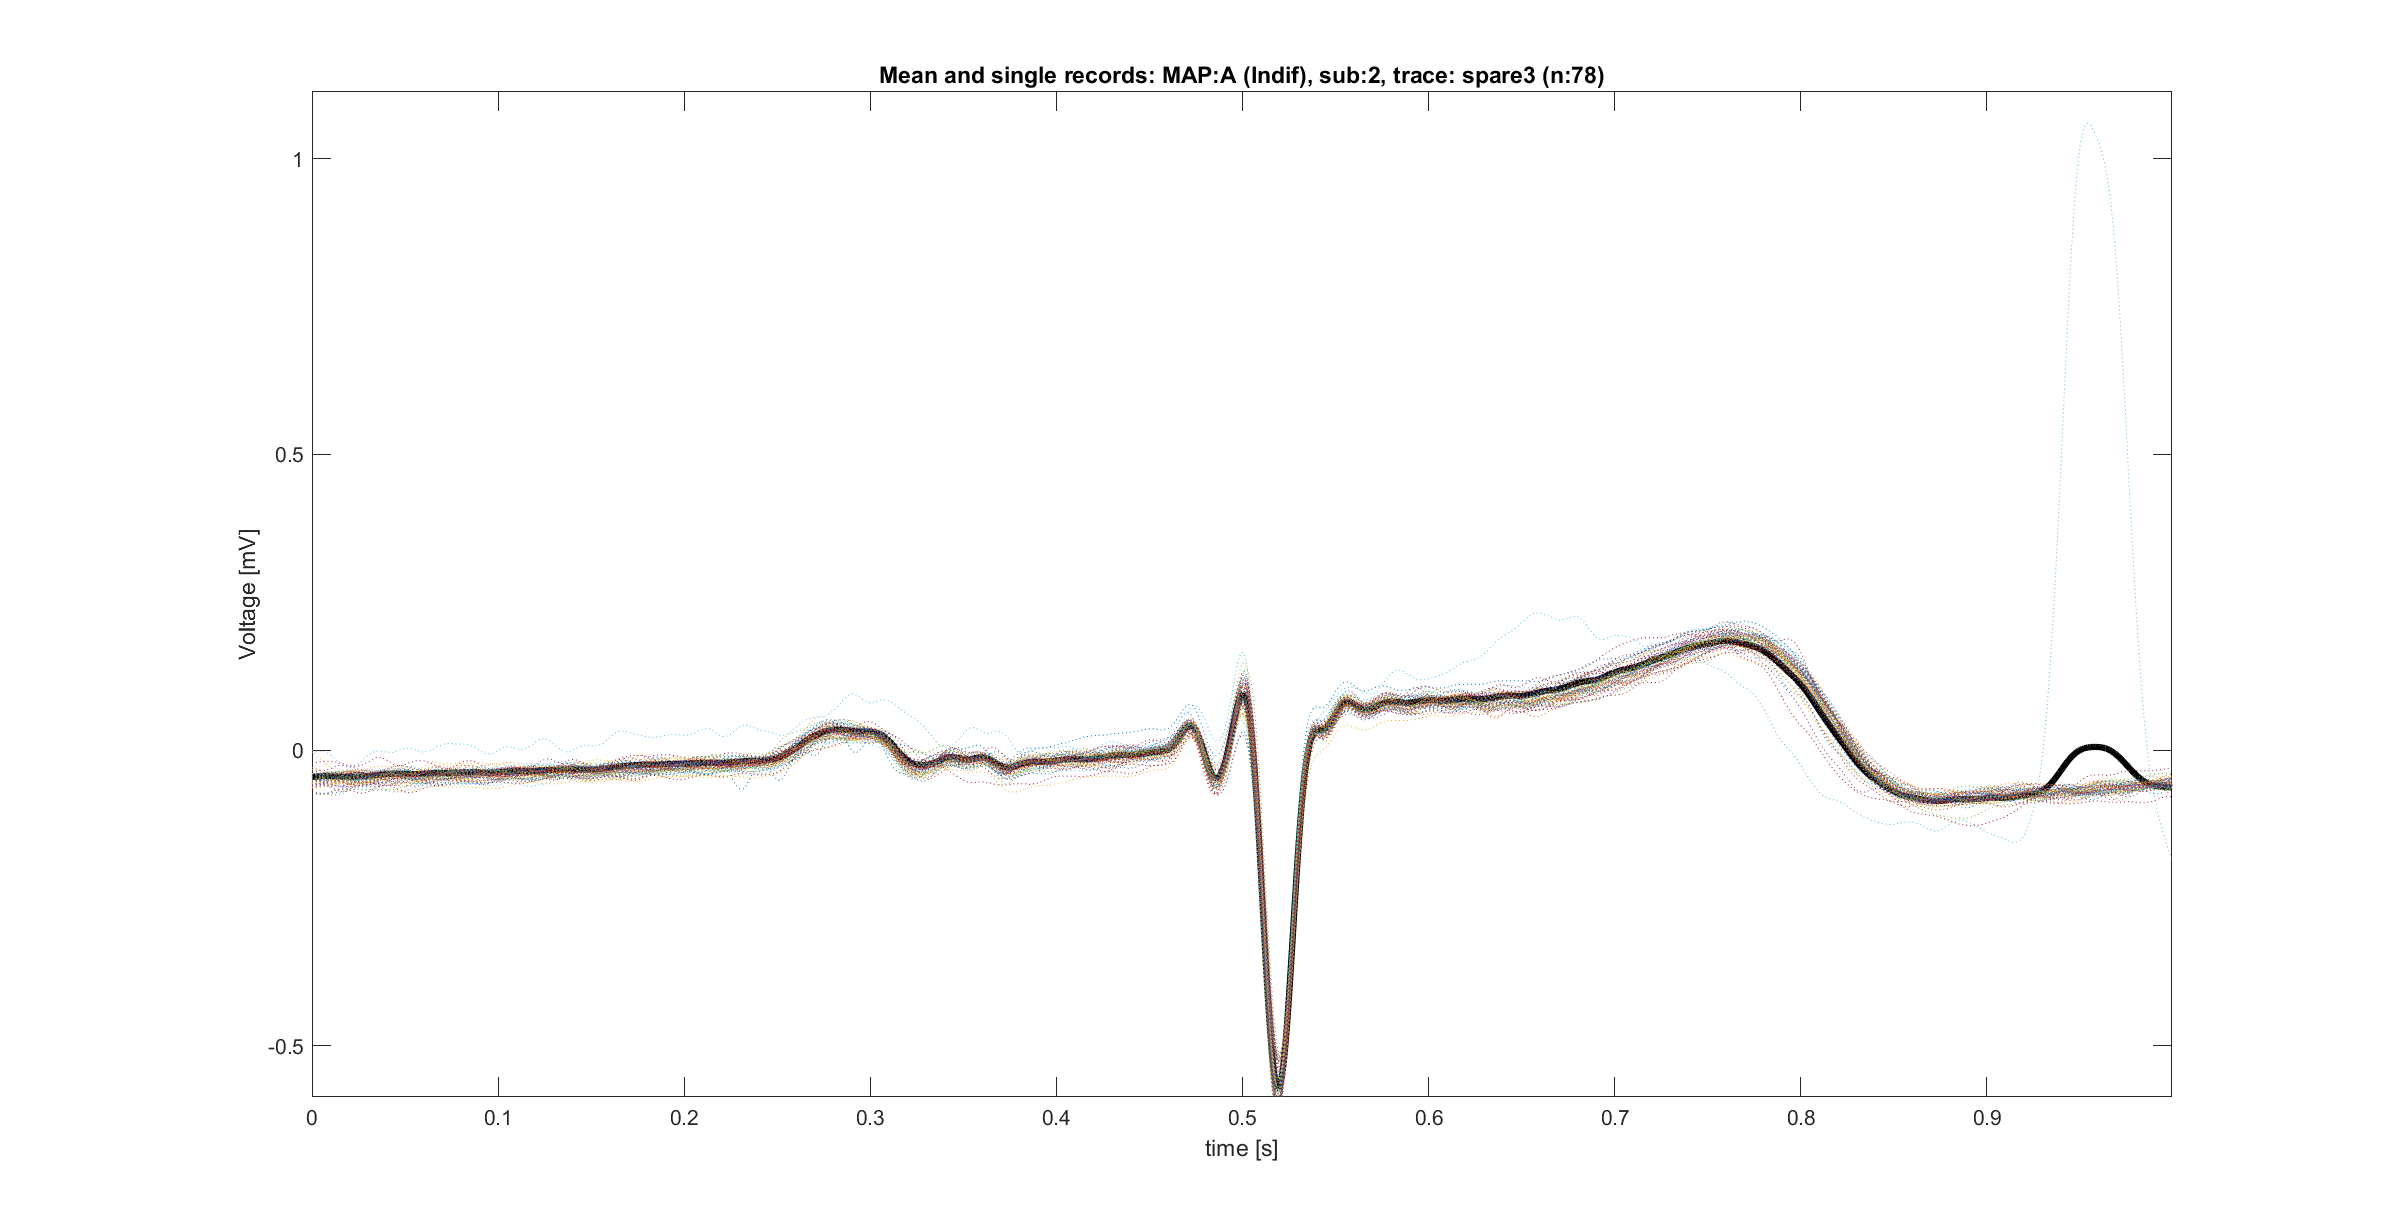 Mean and single records: MAP:A (Indif), sub:2, trace: spare3 (n:78)
1
0.5
0
-0.5
Voltage [mV]
0 0.1 0.2 0.3 0.4 0.5 0.6 0.7 0.8 0.9
time [s]